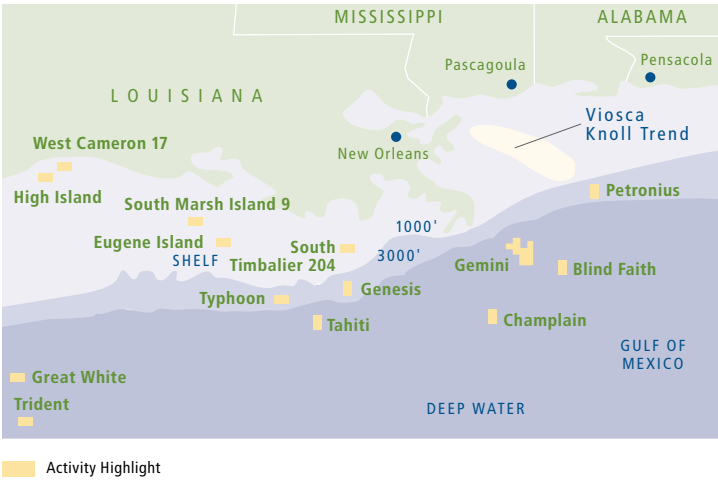 MISSISSIPPI
ALABAMA
Pascagoula
Pensacola
LOUISIANA
Viosca
Knoll Trend
West Cameron 17
New Orleans
High Island
South Marsh Island 9
Petronius
1000'
Eugene Island
South
Timbalier 204
3000'
SHELF
Gemini
Blind Faith
Typhoon
Genesis
Tahiti
Champlain
GULF OF
MEXICO
Great White
Trident
DEEP WATER
Activity Highlight